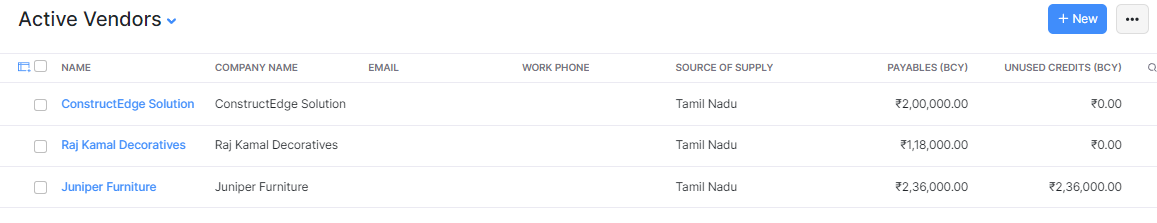 Active Vendors
+ New
NAME COMPANY NAME EMAIL WORK PHONE SOURCE OF SUPPLY PAYABLES (BCY) UNUSED CREDITS (BCY)
ConstructEdge Solution ConstructEdge Solution Tamil Nadu ₹2,00,000.00 ₹0.00
Raj Kamal Decoratives Raj Kamal Decoratives Tamil Nadu ₹1,18,000.00 ₹0.00
Juniper Furniture Juniper Furniture Tamil Nadu ₹2,36,000.00 ₹2,36,000.00